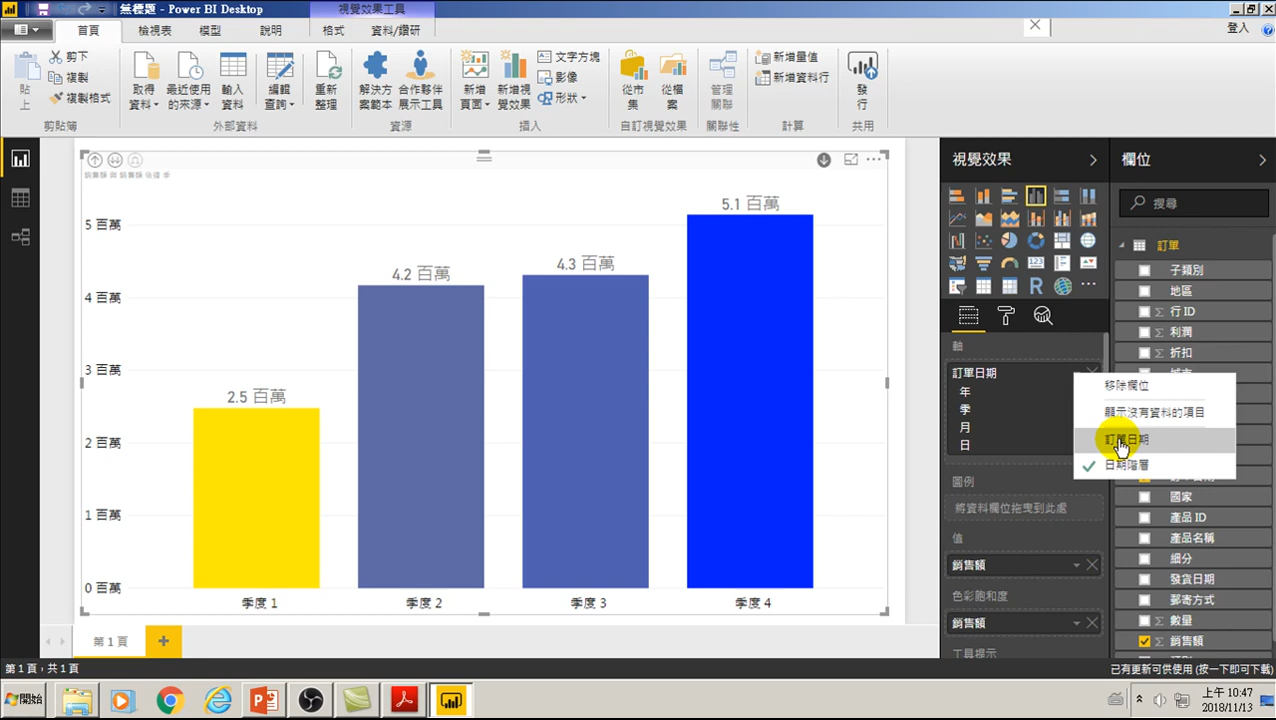 無標題 - Power BI Desktop
視覺效果工具
首頁
檢視表
模型
說明
格式
資料/鑽研
登入
貼上
剪下
複製
複製格式
剪貼簿
取得資料
最近使用的來源
輸入資料
編輯查詢
外部資料
重新整理
解決方案範本
合作夥伴展示工具
資源
新增頁面
新增視覺效果
文字方塊
影像
形狀
插入
從市集
從檔案
自訂視覺效果
管理關聯
關聯性
新增量值
新增資料行
計算
發行
共用
銷售額 與 銷售額 依據 季
5 百萬
4 百萬
3 百萬
2 百萬
1 百萬
0 百萬
2.5 百萬
4.2 百萬
4.3 百萬
5.1 百萬
季度 1
季度 2
季度 3
季度 4
視覺效果
123
R
軸
訂單日期
年
季
月
日
圖例
將資料欄位拖曳到此處
值
銷售額
色彩飽和度
銷售額
工具提示
移除欄位
顯示沒有資料的項目
訂單日期
日期階層
欄位
搜尋
訂單
子類別
地區
行 ID
利潤
折扣
城市
國家
產品 ID
產品名稱
細分
發貨日期
郵寄方式
數量
銷售額
第 1 頁
第 1 頁，共 1 頁
已有更新可供使用 (按一下即可下載)
開始
上午 10:47
2018/11/13